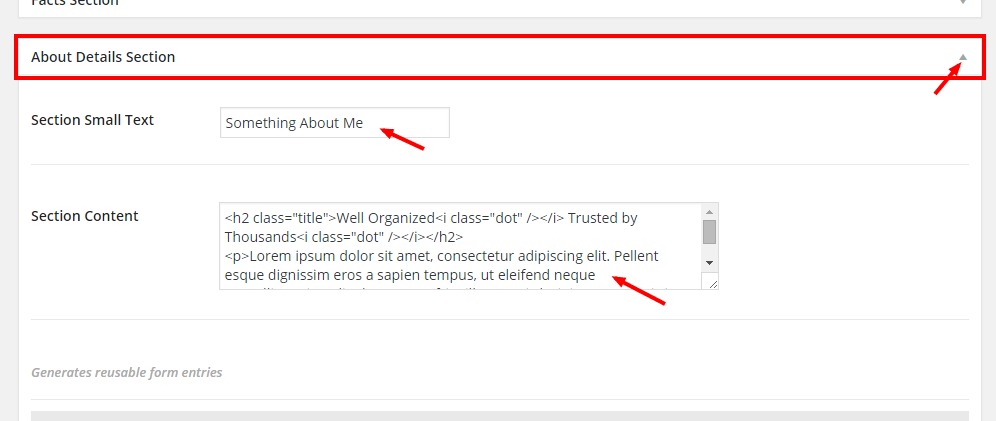 Facts Section
About Details Section
Section Small Text
Something About Me
Section Content
<h2 class="title">Well Organized<i class="dot" /></i> Trusted by
Thousands<i class="dot" /></i></h2>
<p>Lorem ipsum dolor sit amet, consectetur adipiscing elit. Pellent
esque dignissim eros a sapien tempus, ut eleifend neque
Generates reusable form entries